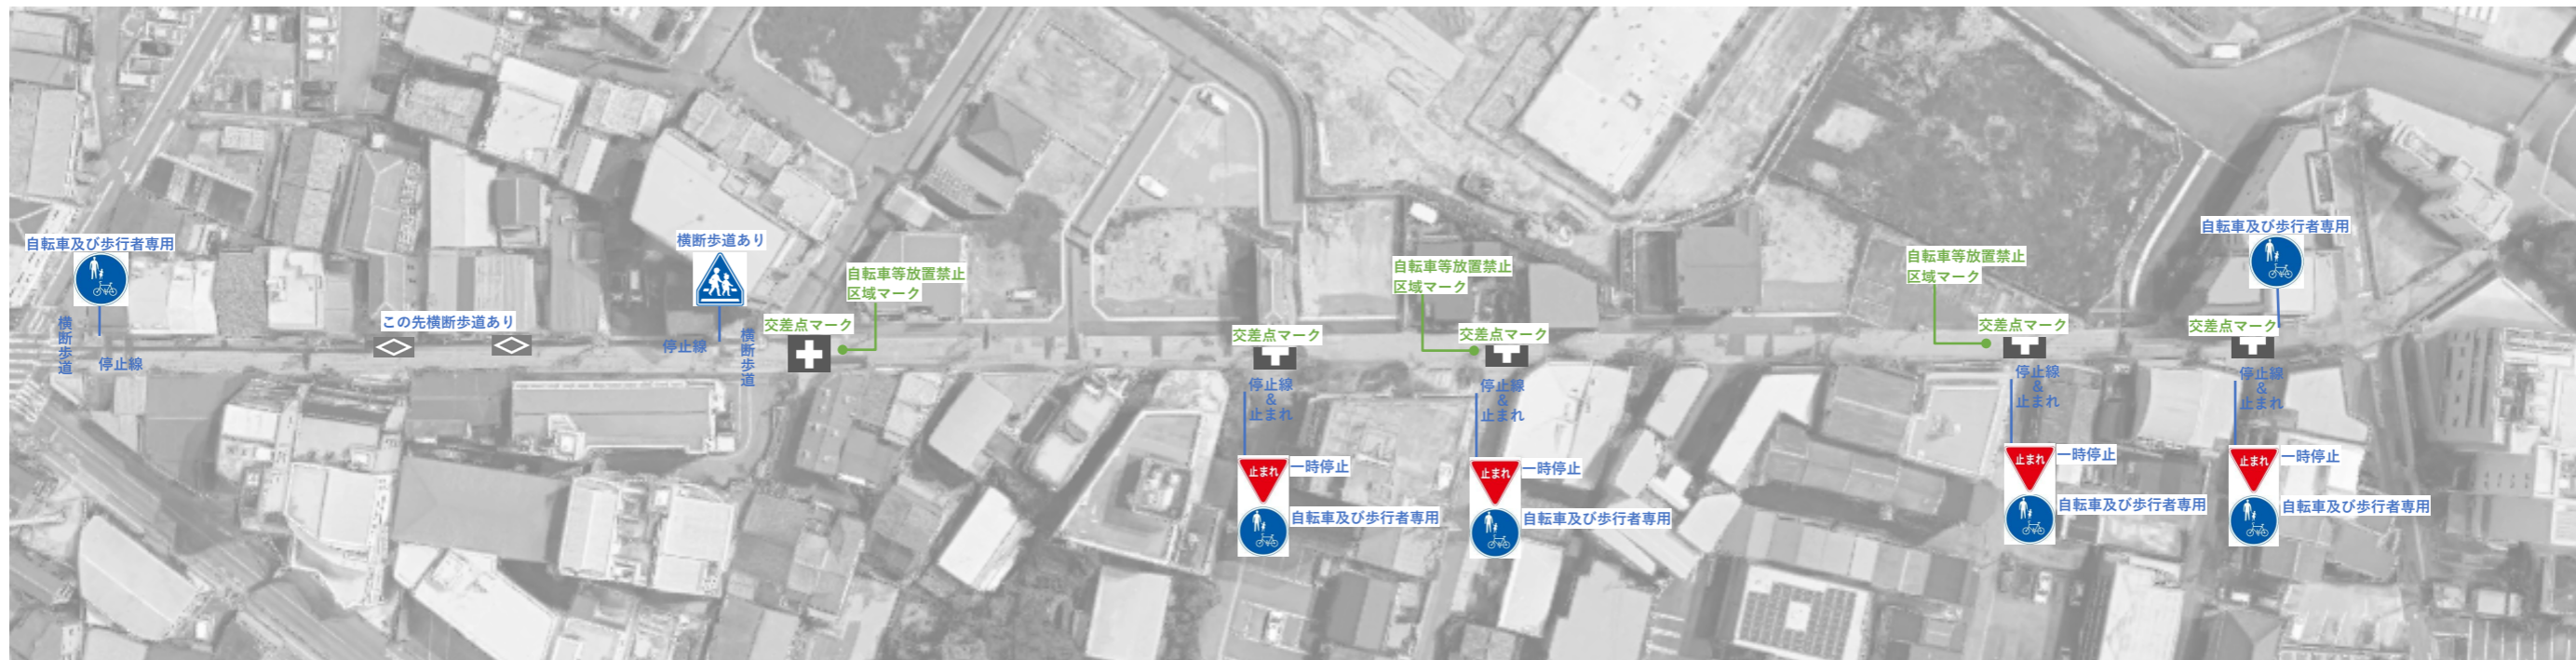 自転車及び歩行者専用
横断歩道
停止線
この先横断歩道あり
横断歩道あり
停止線
横断歩道
交差点マーク
自転車等放置禁止
区域マーク
交差点マーク
停止線
&
止まれ
止まれ
一時停止
自転車及び歩行者専用
自転車等放置禁止
区域マーク
交差点マーク
停止線
&
止まれ
止まれ
一時停止
自転車及び歩行者専用
自転車等放置禁止
区域マーク
交差点マーク
停止線
&
止まれ
止まれ
一時停止
自転車及び歩行者専用
自転車及び歩行者専用
交差点マーク
停止線
&
止まれ
止まれ
一時停止
自転車及び歩行者専用